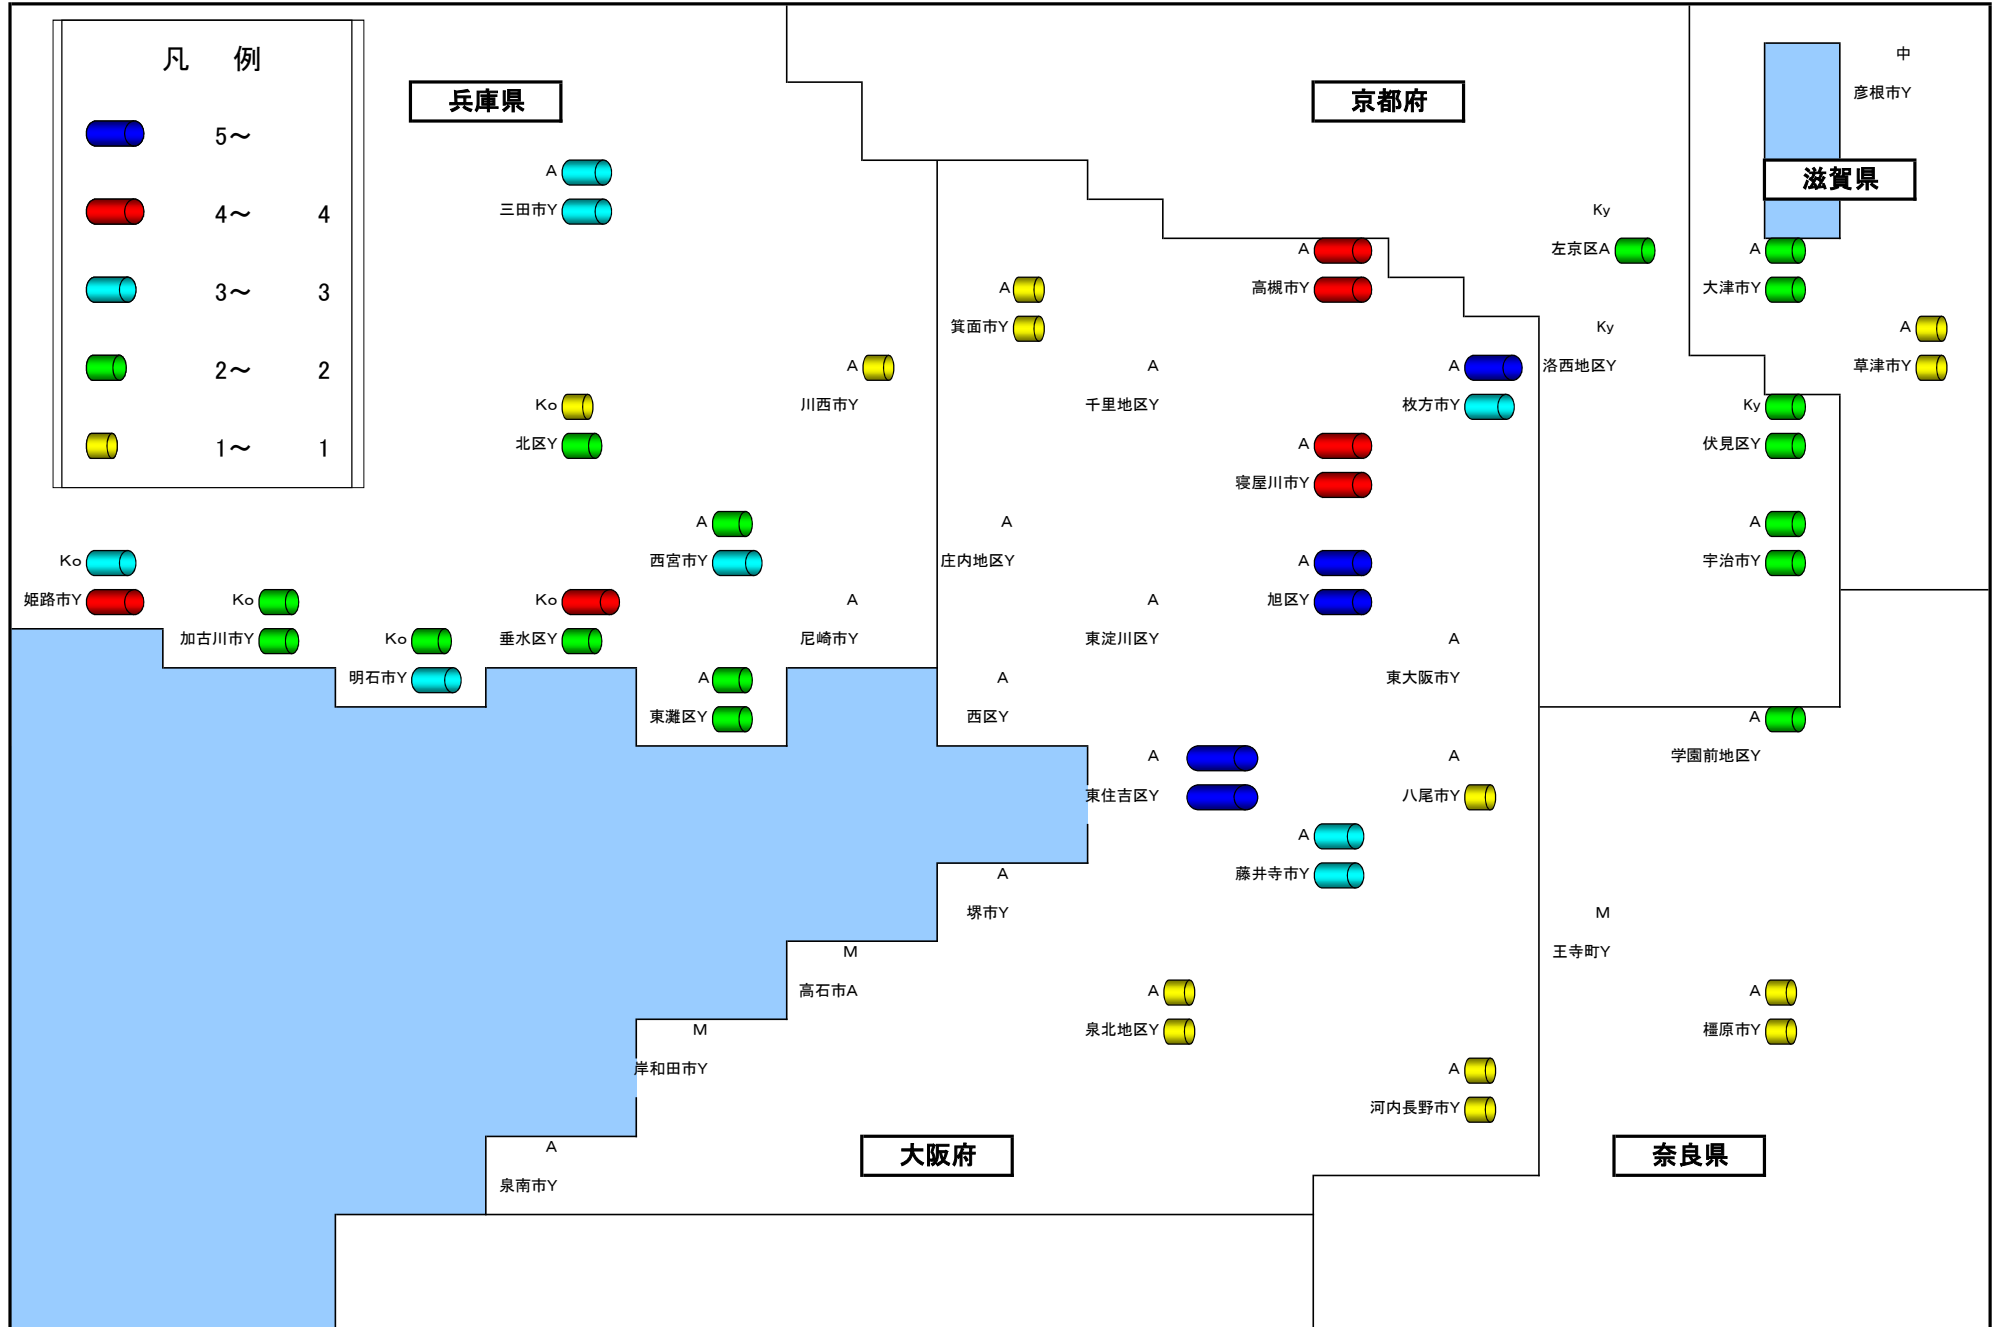 凡 例
5～
4～ 4
3～ 3
2～ 2
1～ 1
兵庫県
京都府
滋賀県
大阪府
奈良県
中
彦根市Y
A
三田市Y
Ky
左京区A
A
高槻市Y
A
大津市Y
A
箕面市Y
Ky
洛西地区Y
A
草津市Y
A
川西市Y
A
千里地区Y
A
枚方市Y
Ko
北区Y
Ky
伏見区Y
A
寝屋川市Y
A
西宮市Y
A
庄内地区Y
A
宇治市Y
Ko
姫路市Y
A
旭区Y
Ko
加古川市Y
Ko
垂水区Y
A
尼崎市Y
A
東淀川区Y
Ko
明石市Y
A
東大阪市Y
A
東灘区Y
A
西区Y
A
学園前地区Y
A
東住吉区Y
A
八尾市Y
A
藤井寺市Y
A
堺市Y
M
王寺町Y
M
高石市A
A
泉北地区Y
A
橿原市Y
M
岸和田市Y
A
河内長野市Y
A
泉南市Y